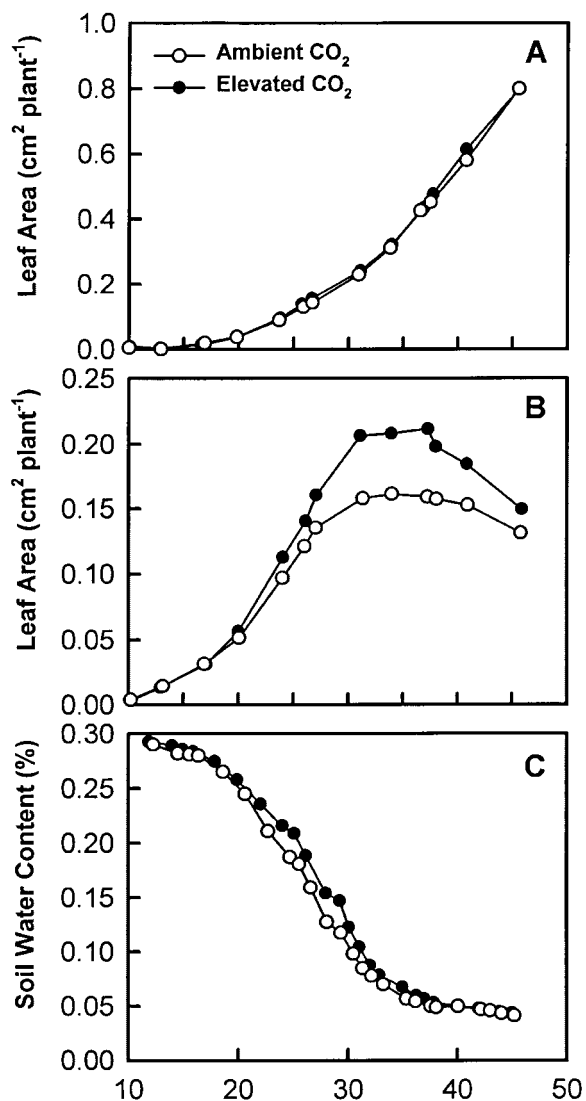 1.0
Ambient CO₂
A
Elevated CO₂
0.8
0.6
0.4
0.2
0.0
Leaf Area (cm² plant⁻¹)
0.25
B
0.20
0.15
0.10
0.05
0.00
Leaf Area (cm² plant⁻¹)
0.30
C
0.25
0.20
0.15
0.10
0.05
0.00
Soil Water Content (%)
10 20 30 40 50